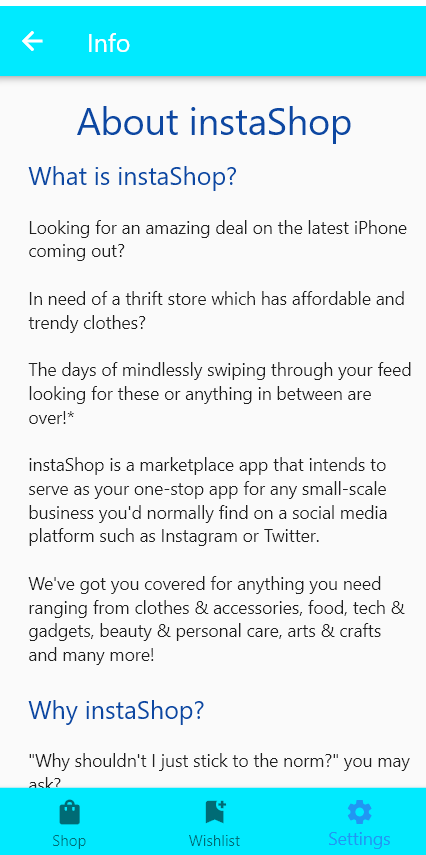 Info
About instaShop
What is instaShop?
Looking for an amazing deal on the latest iPhone
coming out?
In need of a thrift store which has affordable and
trendy clothes?
The days of mindlessly swiping through your feed
looking for these or anything in between are
over!*
instaShop is a marketplace app that intends to
serve as your one-stop app for any small-scale
business you'd normally find on a social media
platform such as Instagram or Twitter.
We've got you covered for anything you need
ranging from clothes & accessories, food, tech &
gadgets, beauty & personal care, arts & crafts
and many more!
Why instaShop?
"Why shouldn't I just stick to the norm?" you may
ask?
Shop
Wishlist
Settings